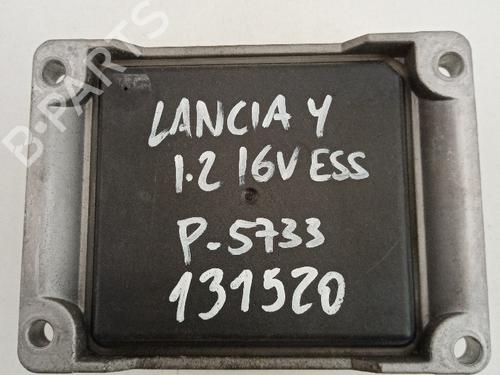 B-PARTS
LANCIA Y
1.2 16V ESS
P-5733
131520